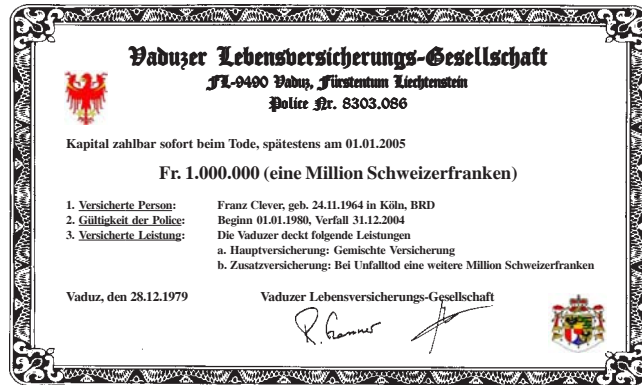 Vaduzer Lebensversicherungs-Gesellschaft
FL-9490 Vaduz, Fürstentum Liechtenstein
Police Nr. 8303.086
Kapital zahlbar sofort beim Tode, spätestens am 01.01.2005
Fr. 1.000.000 (eine Million Schweizerfranken)
1. Versicherte Person: Franz Clever, geb. 24.11.1964 in Köln, BRD
2. Gültigkeit der Police: Beginn 01.01.1980, Verfall 31.12.2004
3. Versicherte Leistung: Die Vaduzer deckt folgende Leistungen
a. Hauptversicherung: Gemischte Versicherung
b. Zusatzversicherung: Bei Unfalltod eine weitere Million Schweizerfranken
Vaduz, den 28.12.1979 Vaduzer Lebensversicherungs-Gesellschaft